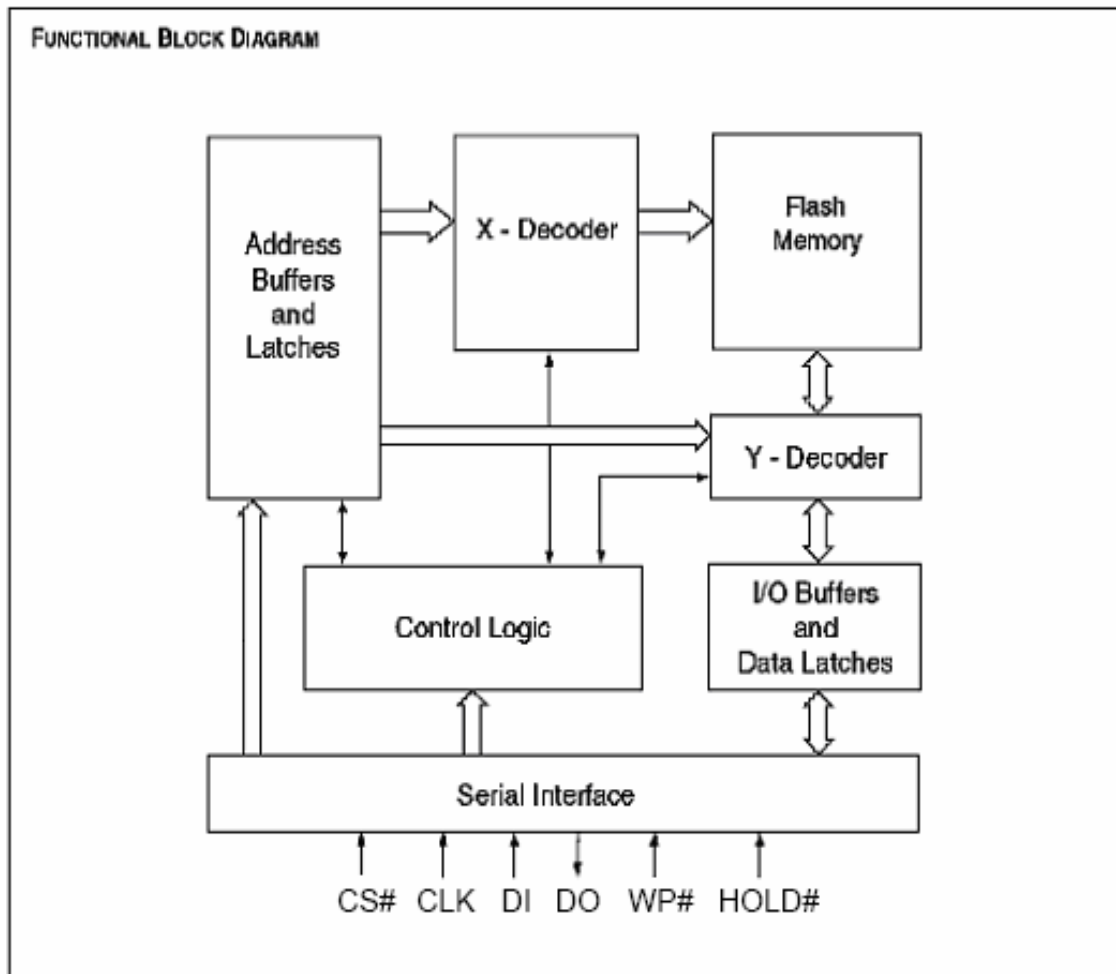 FUNCTIONAL BLOCK DIAGRAM
Address
Buffers
and
Latches
X - Decoder
Flash
Memory
Y - Decoder
Control Logic
I/O Buffers
and
Data Latches
Serial Interface
CS# CLK DI DO WP# HOLD#